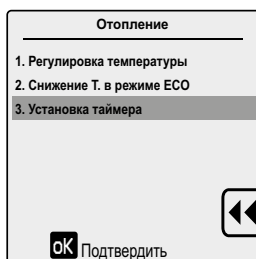 Отопление
1. Регулировка температуры
2. Снижение Т. в режиме ECO
3. Установка таймера
oK Подтвердить